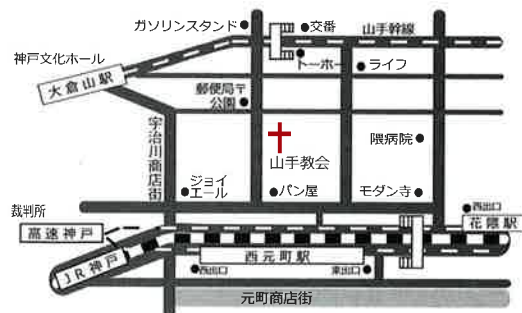 ガソリンスタンド
交番
山手幹線
神戸文化ホール
トーホー
ライフ
大倉山駅
郵便局〒
公園
宇治川商店街
山手教会
隈病院
ジョイ
エール
パン屋
モダン寺
裁判所
西出口
花隈駅
高速神戸
JR神戸
西元町駅
西出口
東出口
元町商店街